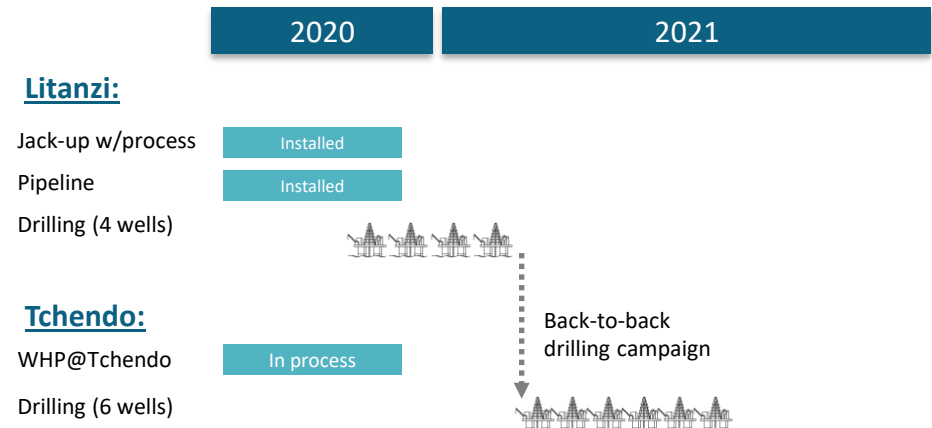 2020
2021
Litanzi:
Jack-up w/process
Installed
Pipeline
Installed
Drilling (4 wells)
Tchendo:
Back-to-back
drilling campaign
WHP@Tchendo
In process
Drilling (6 wells)